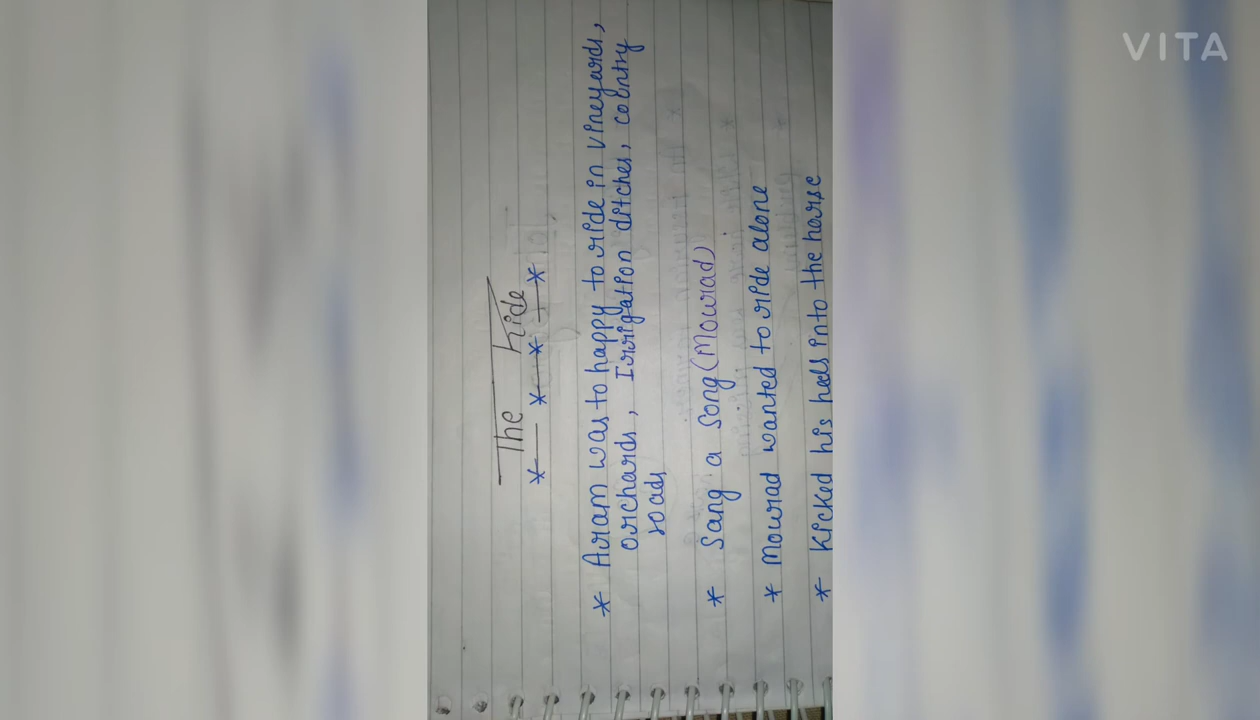 The Ride
* Aram was to happy to ride in vineyards,
orchards, Irrigation ditches, country
roads
* Sang a song (Mourad)
* Mourad wanted to ride alone
* Kicked his heels into the horse
VITA